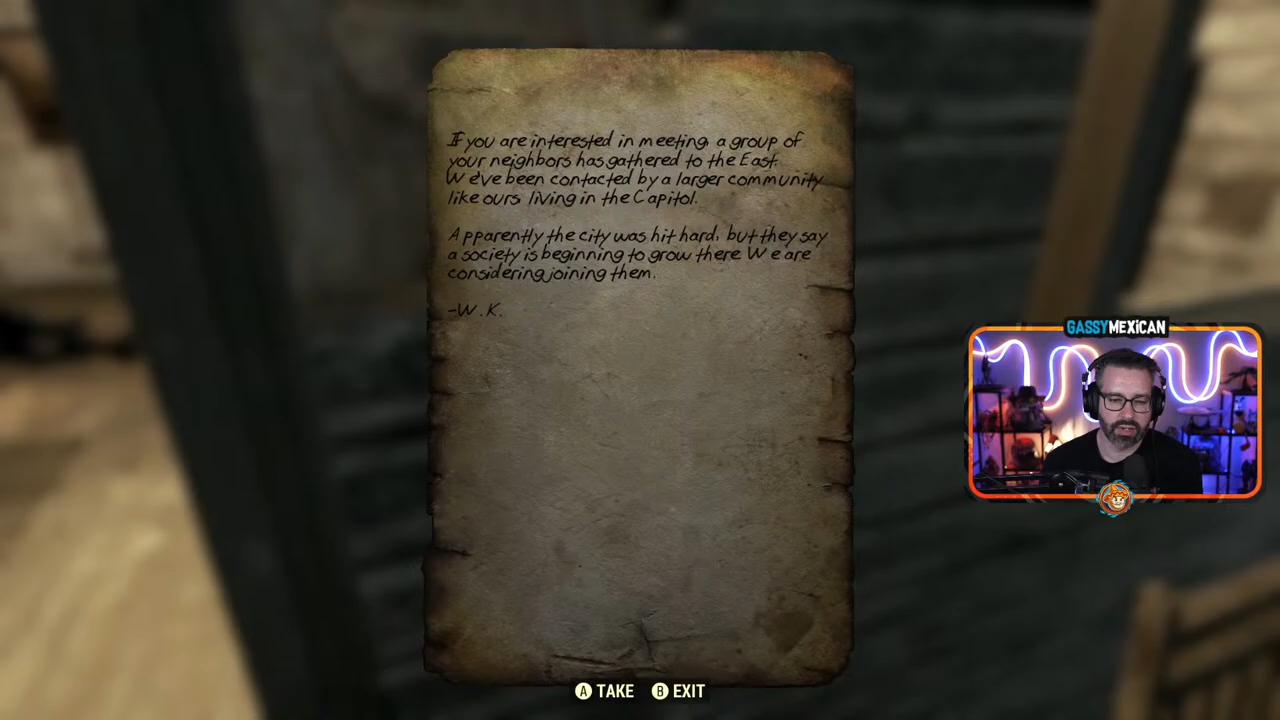 If you are interested in meeting, a group of
your neighbors has gathered to the East.
We've been contacted by a larger community
like ours living in the Capitol.
Apparently the city was hit hard, but they say
a society is beginning to grow there. We are
considering joining them.
-W.K.
GASSYMEXICAN
A TAKE B EXIT